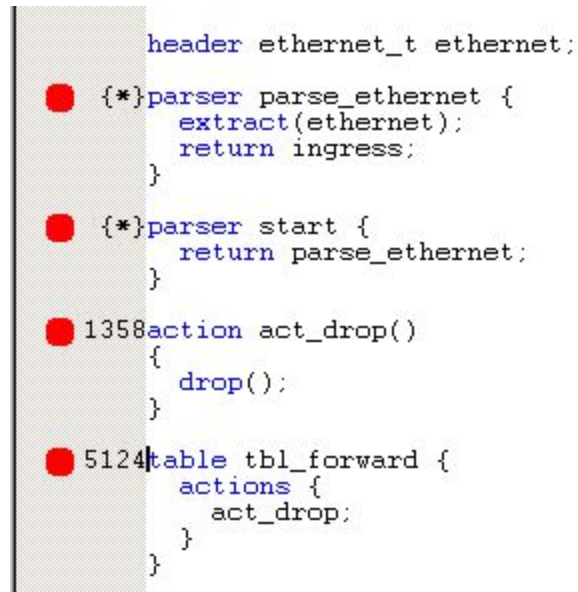 header ethernet_t ethernet;
{*}parser parse_ethernet {
extract(ethernet);
return ingress;
}
{*}parser start {
return parse_ethernet;
}
1358action act_drop()
{
drop();
}
5124table tbl_forward {
actions {
act_drop;
}
}